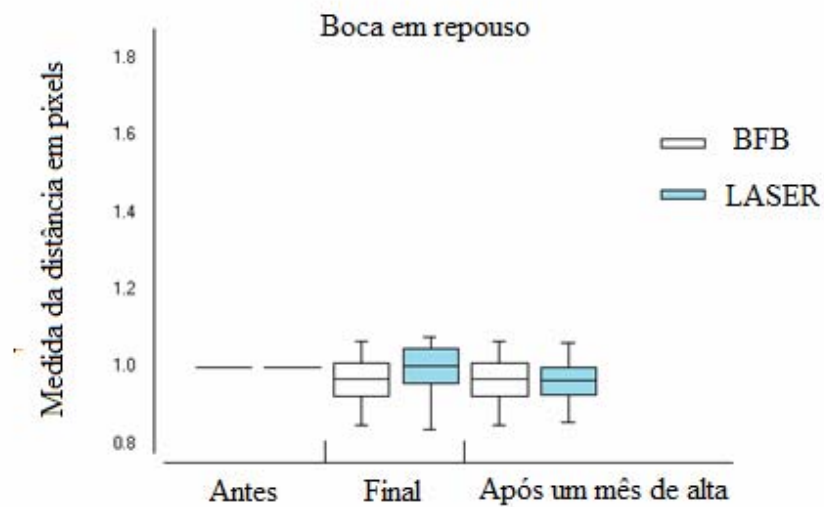 Boca em repouso
Medida da distância em pixels
1.8
1.6
1.4
1.2
1.0
0.8
BFB
LASER
Antes
Final
Após um mês de alta